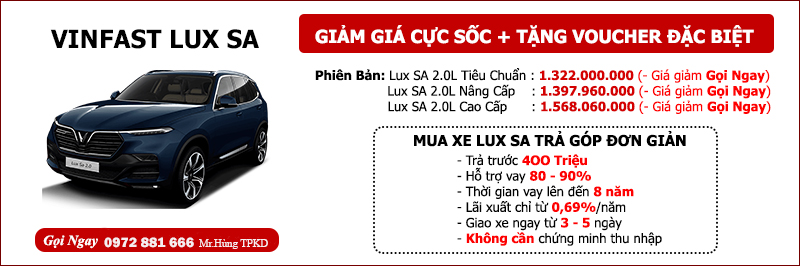 VINFAST LUX SA
GIẢM GIÁ CỰC SỐC + TẶNG VOUCHER ĐẶC BIỆT
Phiên Bản: Lux SA 2.0L Tiêu Chuẩn : 1.322.000.000 (- Giá giảm Gọi Ngay)
Lux SA 2.0L Nâng Cấp : 1.397.960.000 (- Giá giảm Gọi Ngay)
Lux SA 2.0L Cao Cấp : 1.568.060.000 (- Giá giảm Gọi Ngay)
MUA XE LUX SA TRẢ GÓP ĐƠN GIẢN
- Trả trước 400 Triệu
- Hỗ trợ vay 80 - 90%
- Thời gian vay lên đến 8 năm
- Lãi xuất chỉ từ 0,69%/năm
- Giao xe ngay từ 3 - 5 ngày
- Không cần chứng minh thu nhập
Lux Sa 2.0
Gọi Ngay 0972 881 666 Mr.Hùng TPKD